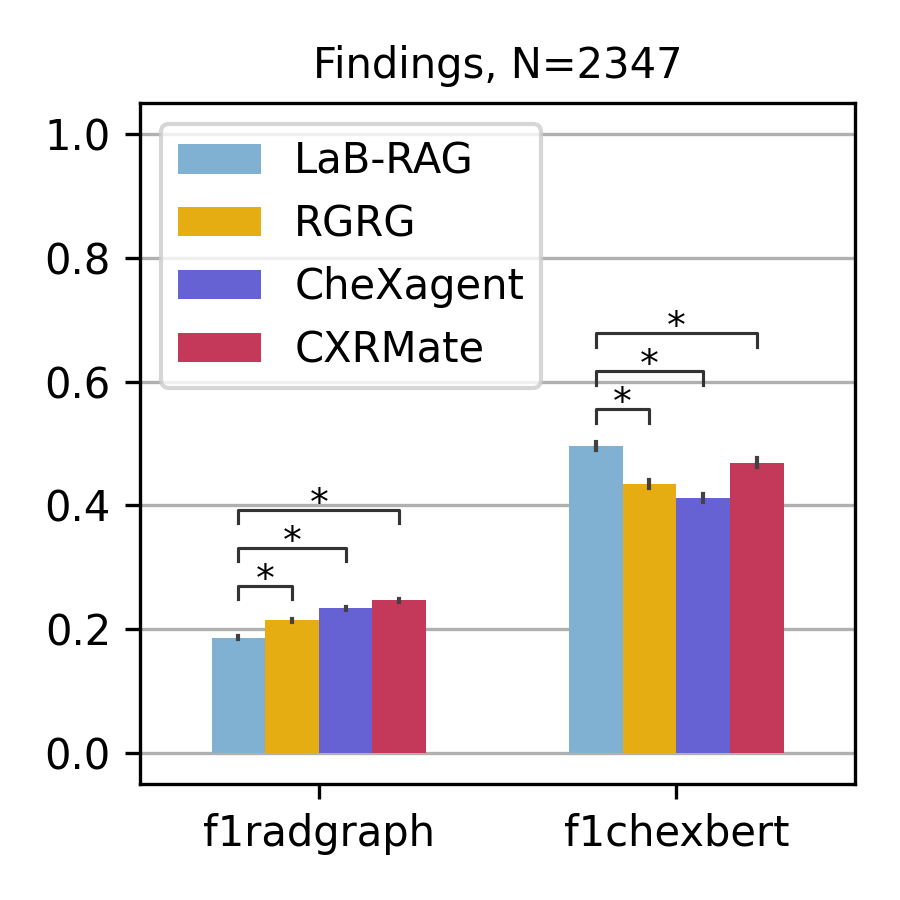 Findings, N=2347
1.0
0.8
0.6
0.4
0.2
0.0
LaB-RAG
RGRG
CheXagent
CXRMate
*
*
*
*
*
*
f1radgraph
f1chexbert